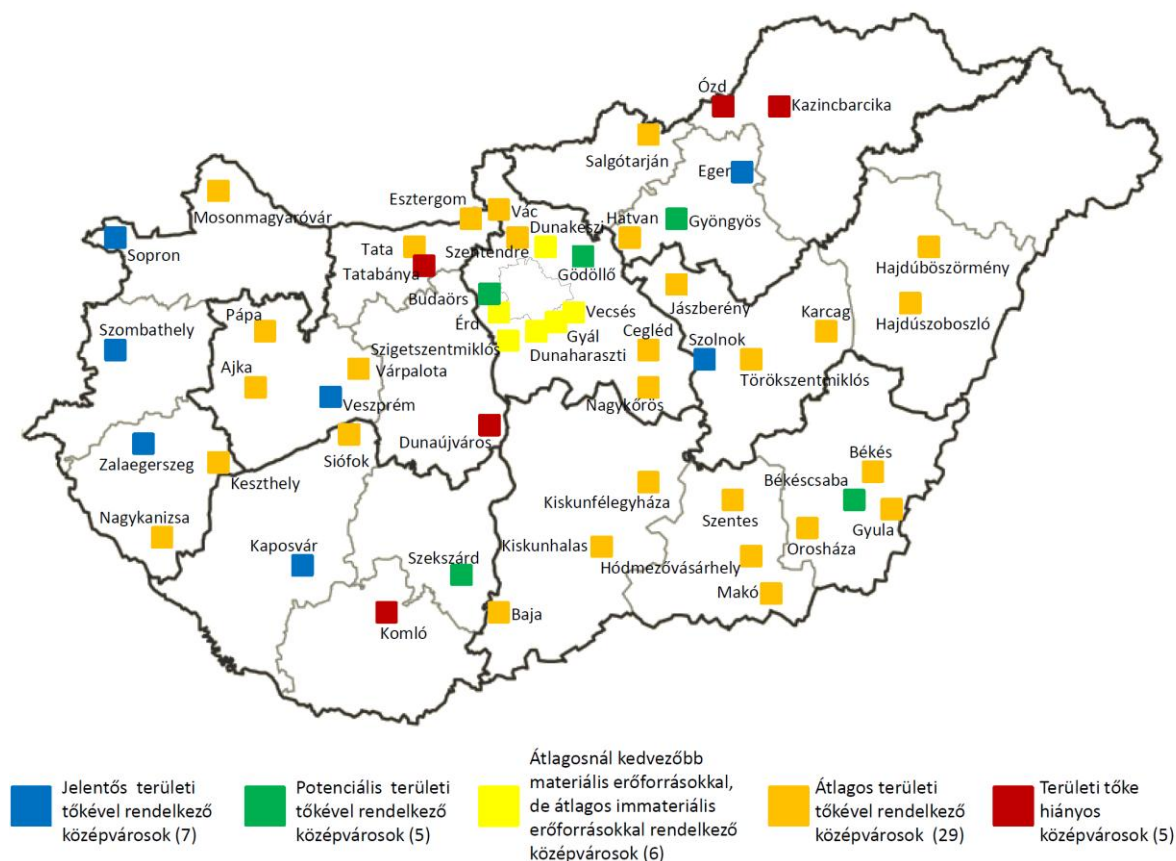 Ózd
Kazincbarcika
Salgótarján
Eger
Esztergom
Vác
Mosonmagyaróvár
Hatvan
Gyöngyös
Dunakeszi
Sopron
Tata
Szentendre
Gödöllő
Hajdúböszörmény
Tatabánya
Budaörs
Jászberény
Pápa
Érd
Vecsés
Karcag
Hajdúszoboszló
Szombathely
Gyál
Cegléd
Szolnok
Szigetszentmiklós
Dunaharaszti
Ajka
Várpalota
Törökszentmiklós
Veszprém
Nagykőrös
Dunaújváros
Siófok
Zalaegerszeg
Keszthely
Békés
Békéscsaba
Kiskunfélegyháza
Szentes
Gyula
Nagykanizsa
Orosháza
Kaposvár
Szekszárd
Kiskunhalas
Hódmezővásárhely
Makó
Baja
Komló
Jelentős területi
tőkével rendelkező
középvárosok (7)
Potenciális területi
tőkével rendelkező
középvárosok (5)
Átlagosnál kedvezőbb
materiális erőforrásokkal,
de átlagos immateriális
erőforrásokkal rendelkező
középvárosok (6)
Átlagos területi
tőkével rendelkező
középvárosok (29)
Területi tőke
hiányos
középvárosok (5)